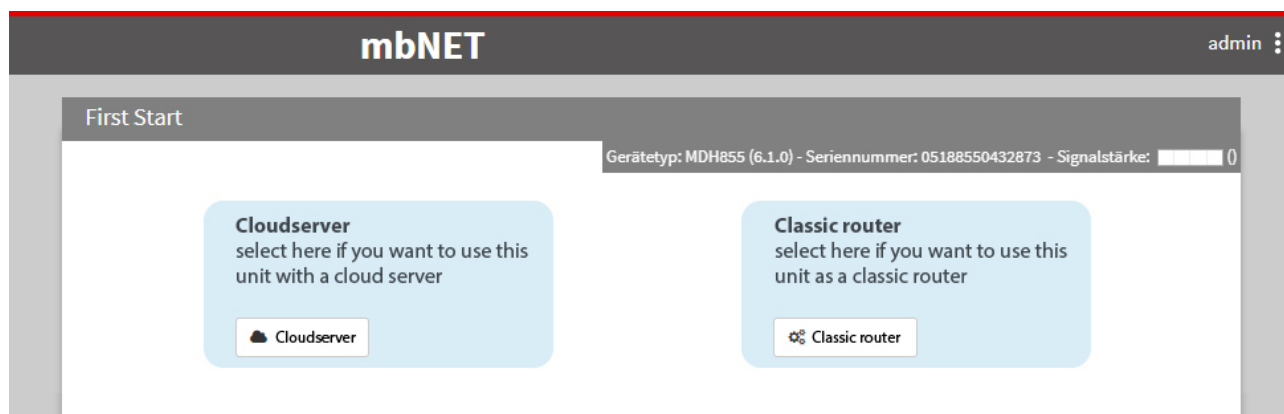 mbNET
admin
First Start
Gerätetyp: MDH855 (6.1.0) - Seriennummer: 05188550432873 - Signalstärke: ()
Cloudserver
select here if you want to use this
unit with a cloud server
Cloudserver
Classic router
select here if you want to use this
unit as a classic router
Classic router